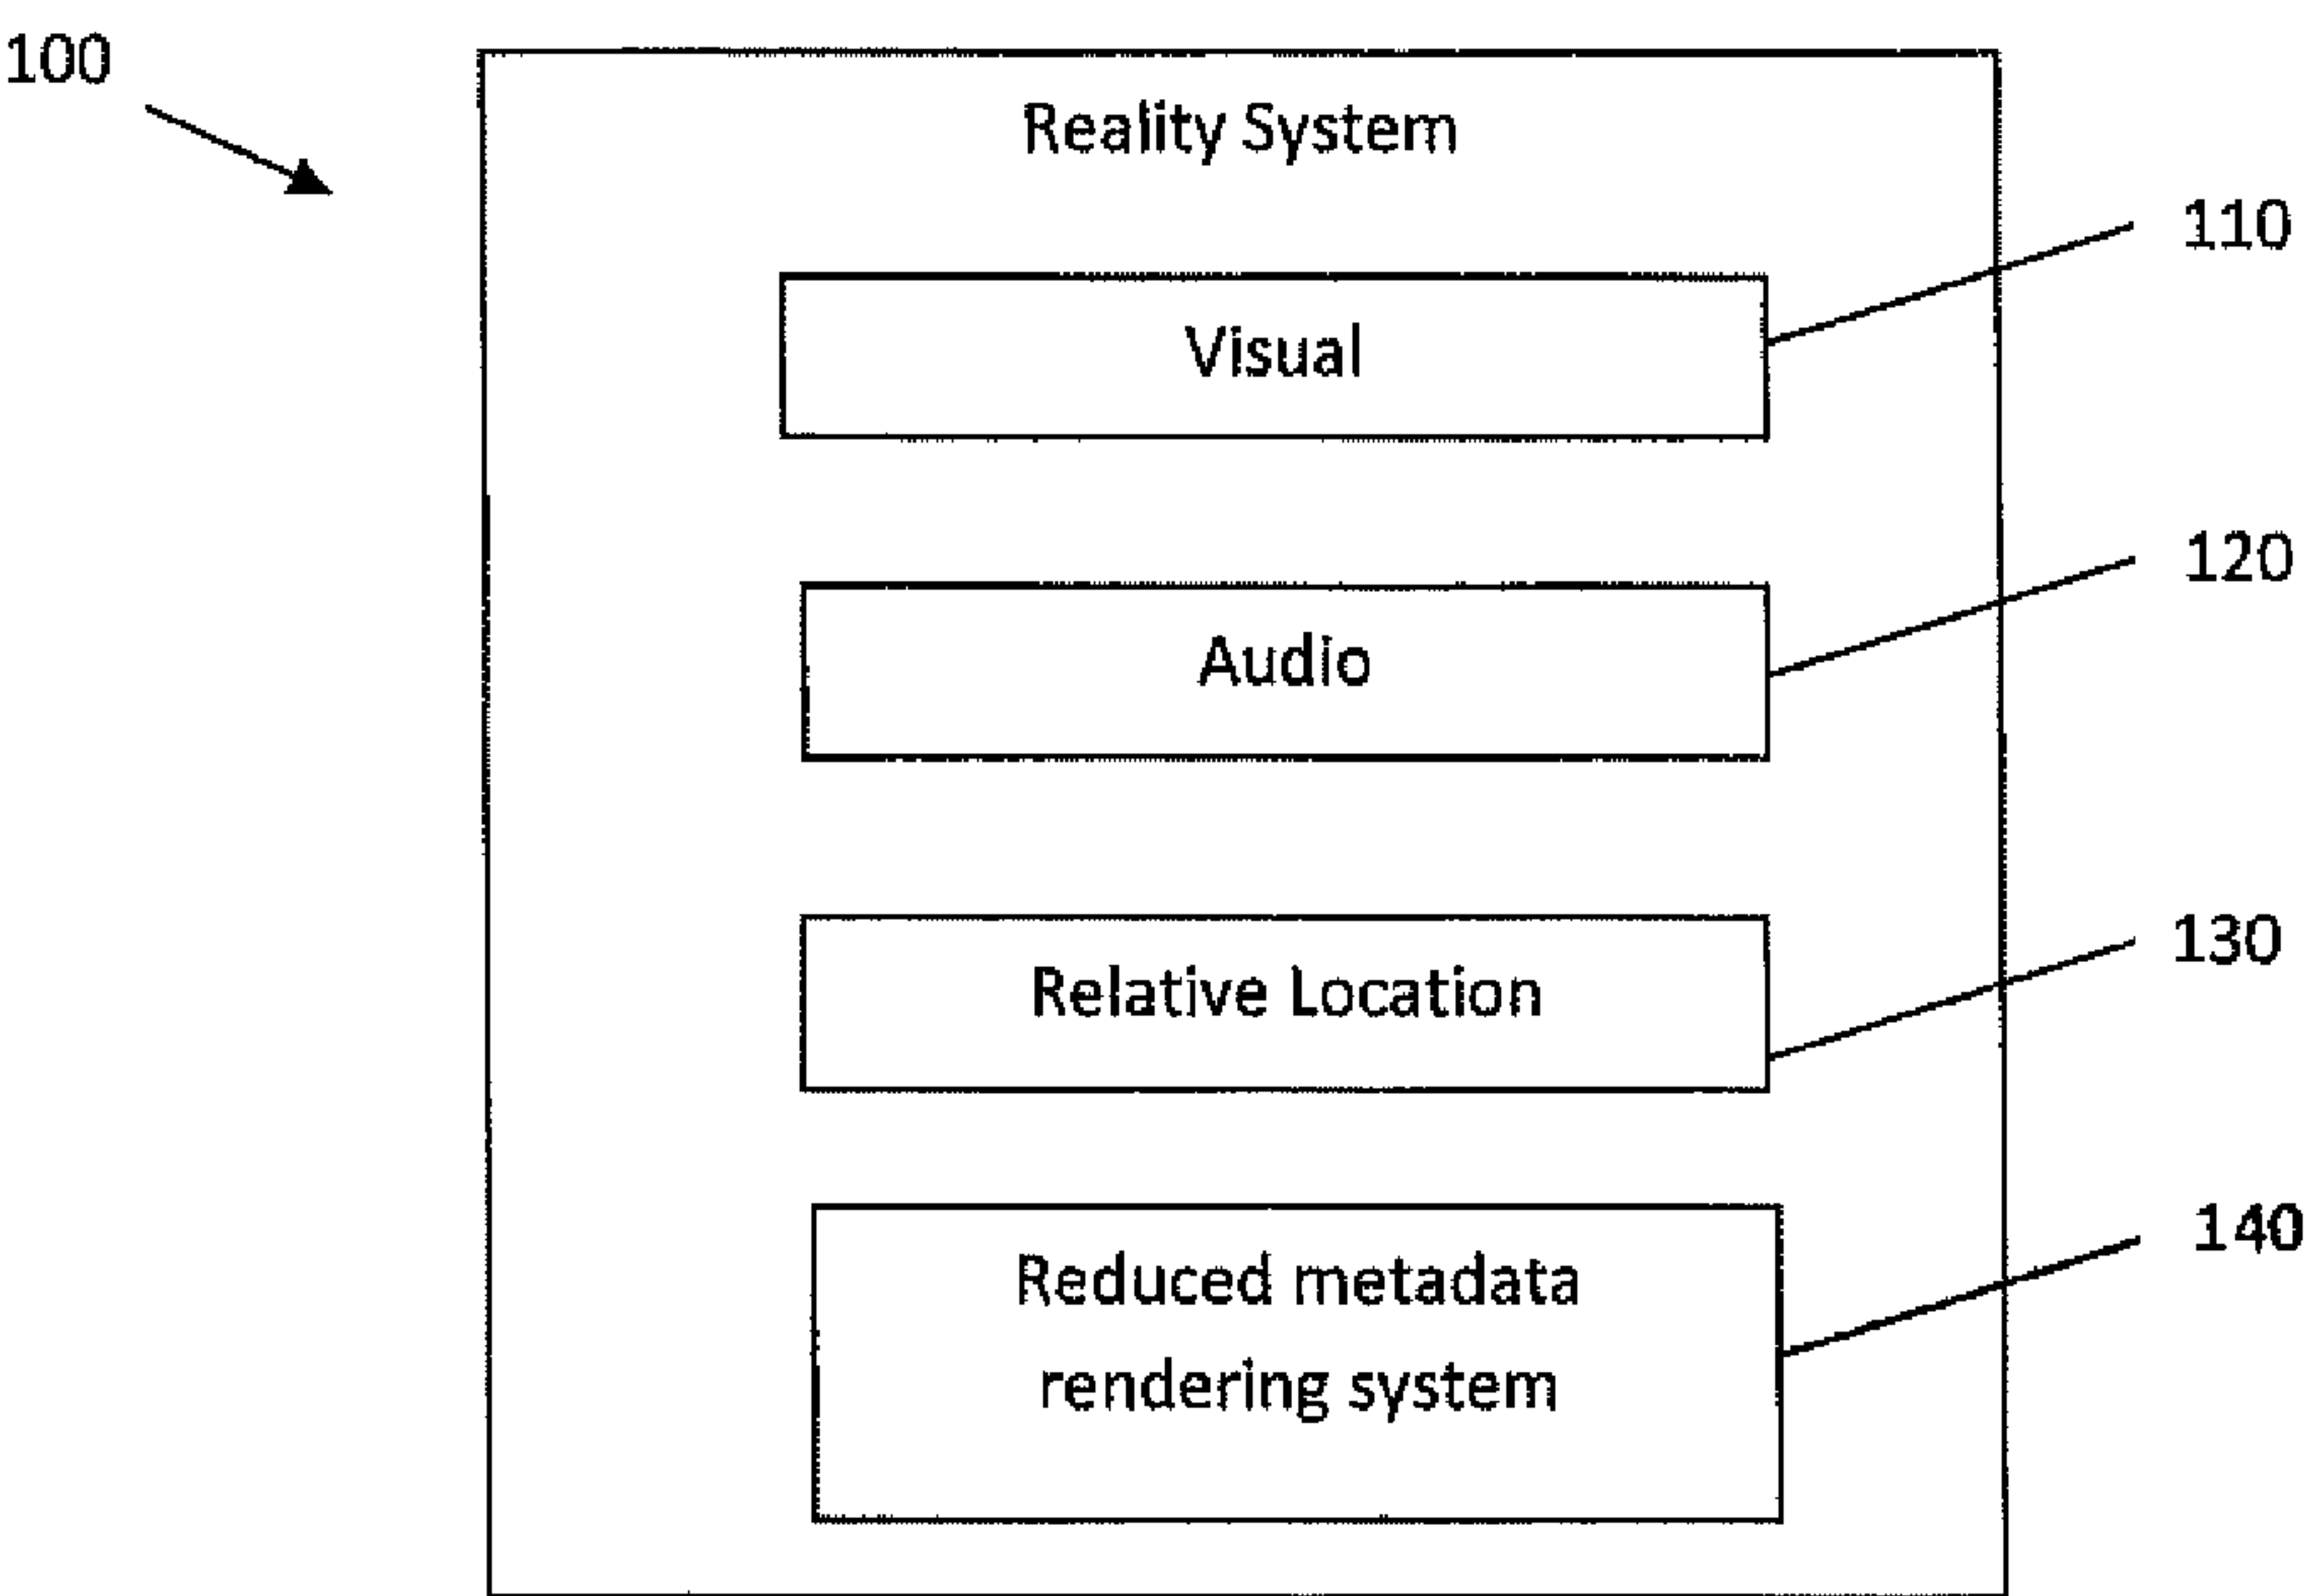 100
Reality System
110
Visual
120
Audio
130
Relative Location
140
Reduced metadata
rendering system